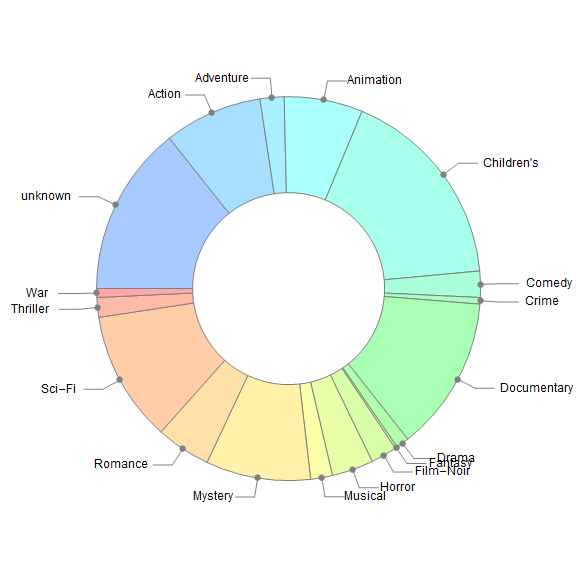 Adventure
Animation
Action
Children's
unknown
Comedy
War
Crime
Thriller
Sci−Fi
Documentary
Drama
Fantasy
Romance
Film−Noir
Horror
Mystery
Musical